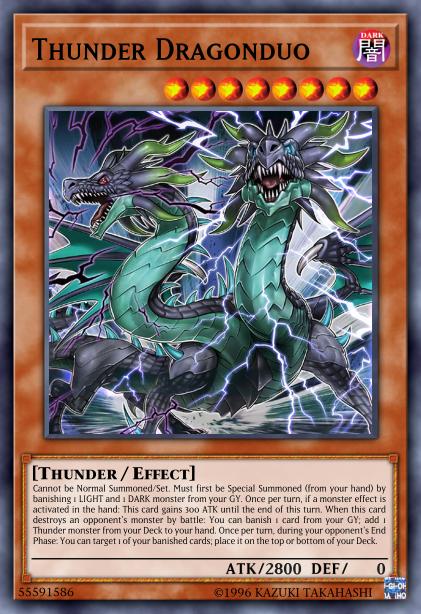 THUNDER DRAGONDUO
DARK
闇
[THUNDER / EFFECT]
Cannot be Normal Summoned/Set. Must first be Special Summoned (from your hand) by
banishing 1 LIGHT and 1 DARK monster from your GY. Once per turn, if a monster effect is
activated in the hand: This card gains 300 ATK until the end of this turn. When this card
destroys an opponent's monster by battle: You can banish 1 card from your GY; add 1
Thunder monster from your Deck to your hand. Once per turn, during your opponent's End
Phase: You can target 1 of your banished cards; place it on the top or bottom of your Deck.
ATK/2800 DEF/ 0
55591586 ©1996 KAZUKI TAKAHASHI